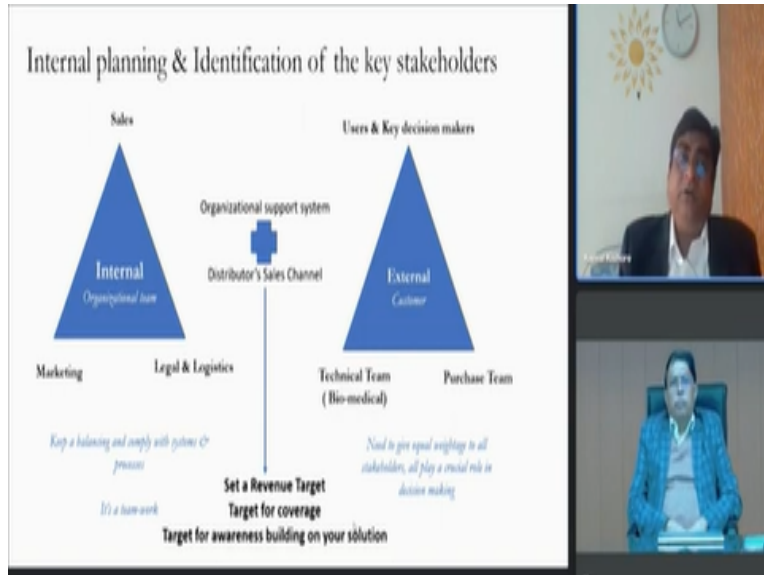 Internal planning & Identification of the key stakeholders
Sales
Users & Key decision makers
Organizational support system
Internal
Organizational team
Distributor's Sales Channel
External
Customer
Marketing
Legal & Logistics
Technical Team
( Bio-medical)
Purchase Team
Keep a balancing and comply with systems &
processes
It's a team-work
Need to give equal weightage to all
stakeholders, all play a crucial role in
decision making
Set a Revenue Target
Target for coverage
Target for awareness building on your solution
Kishore